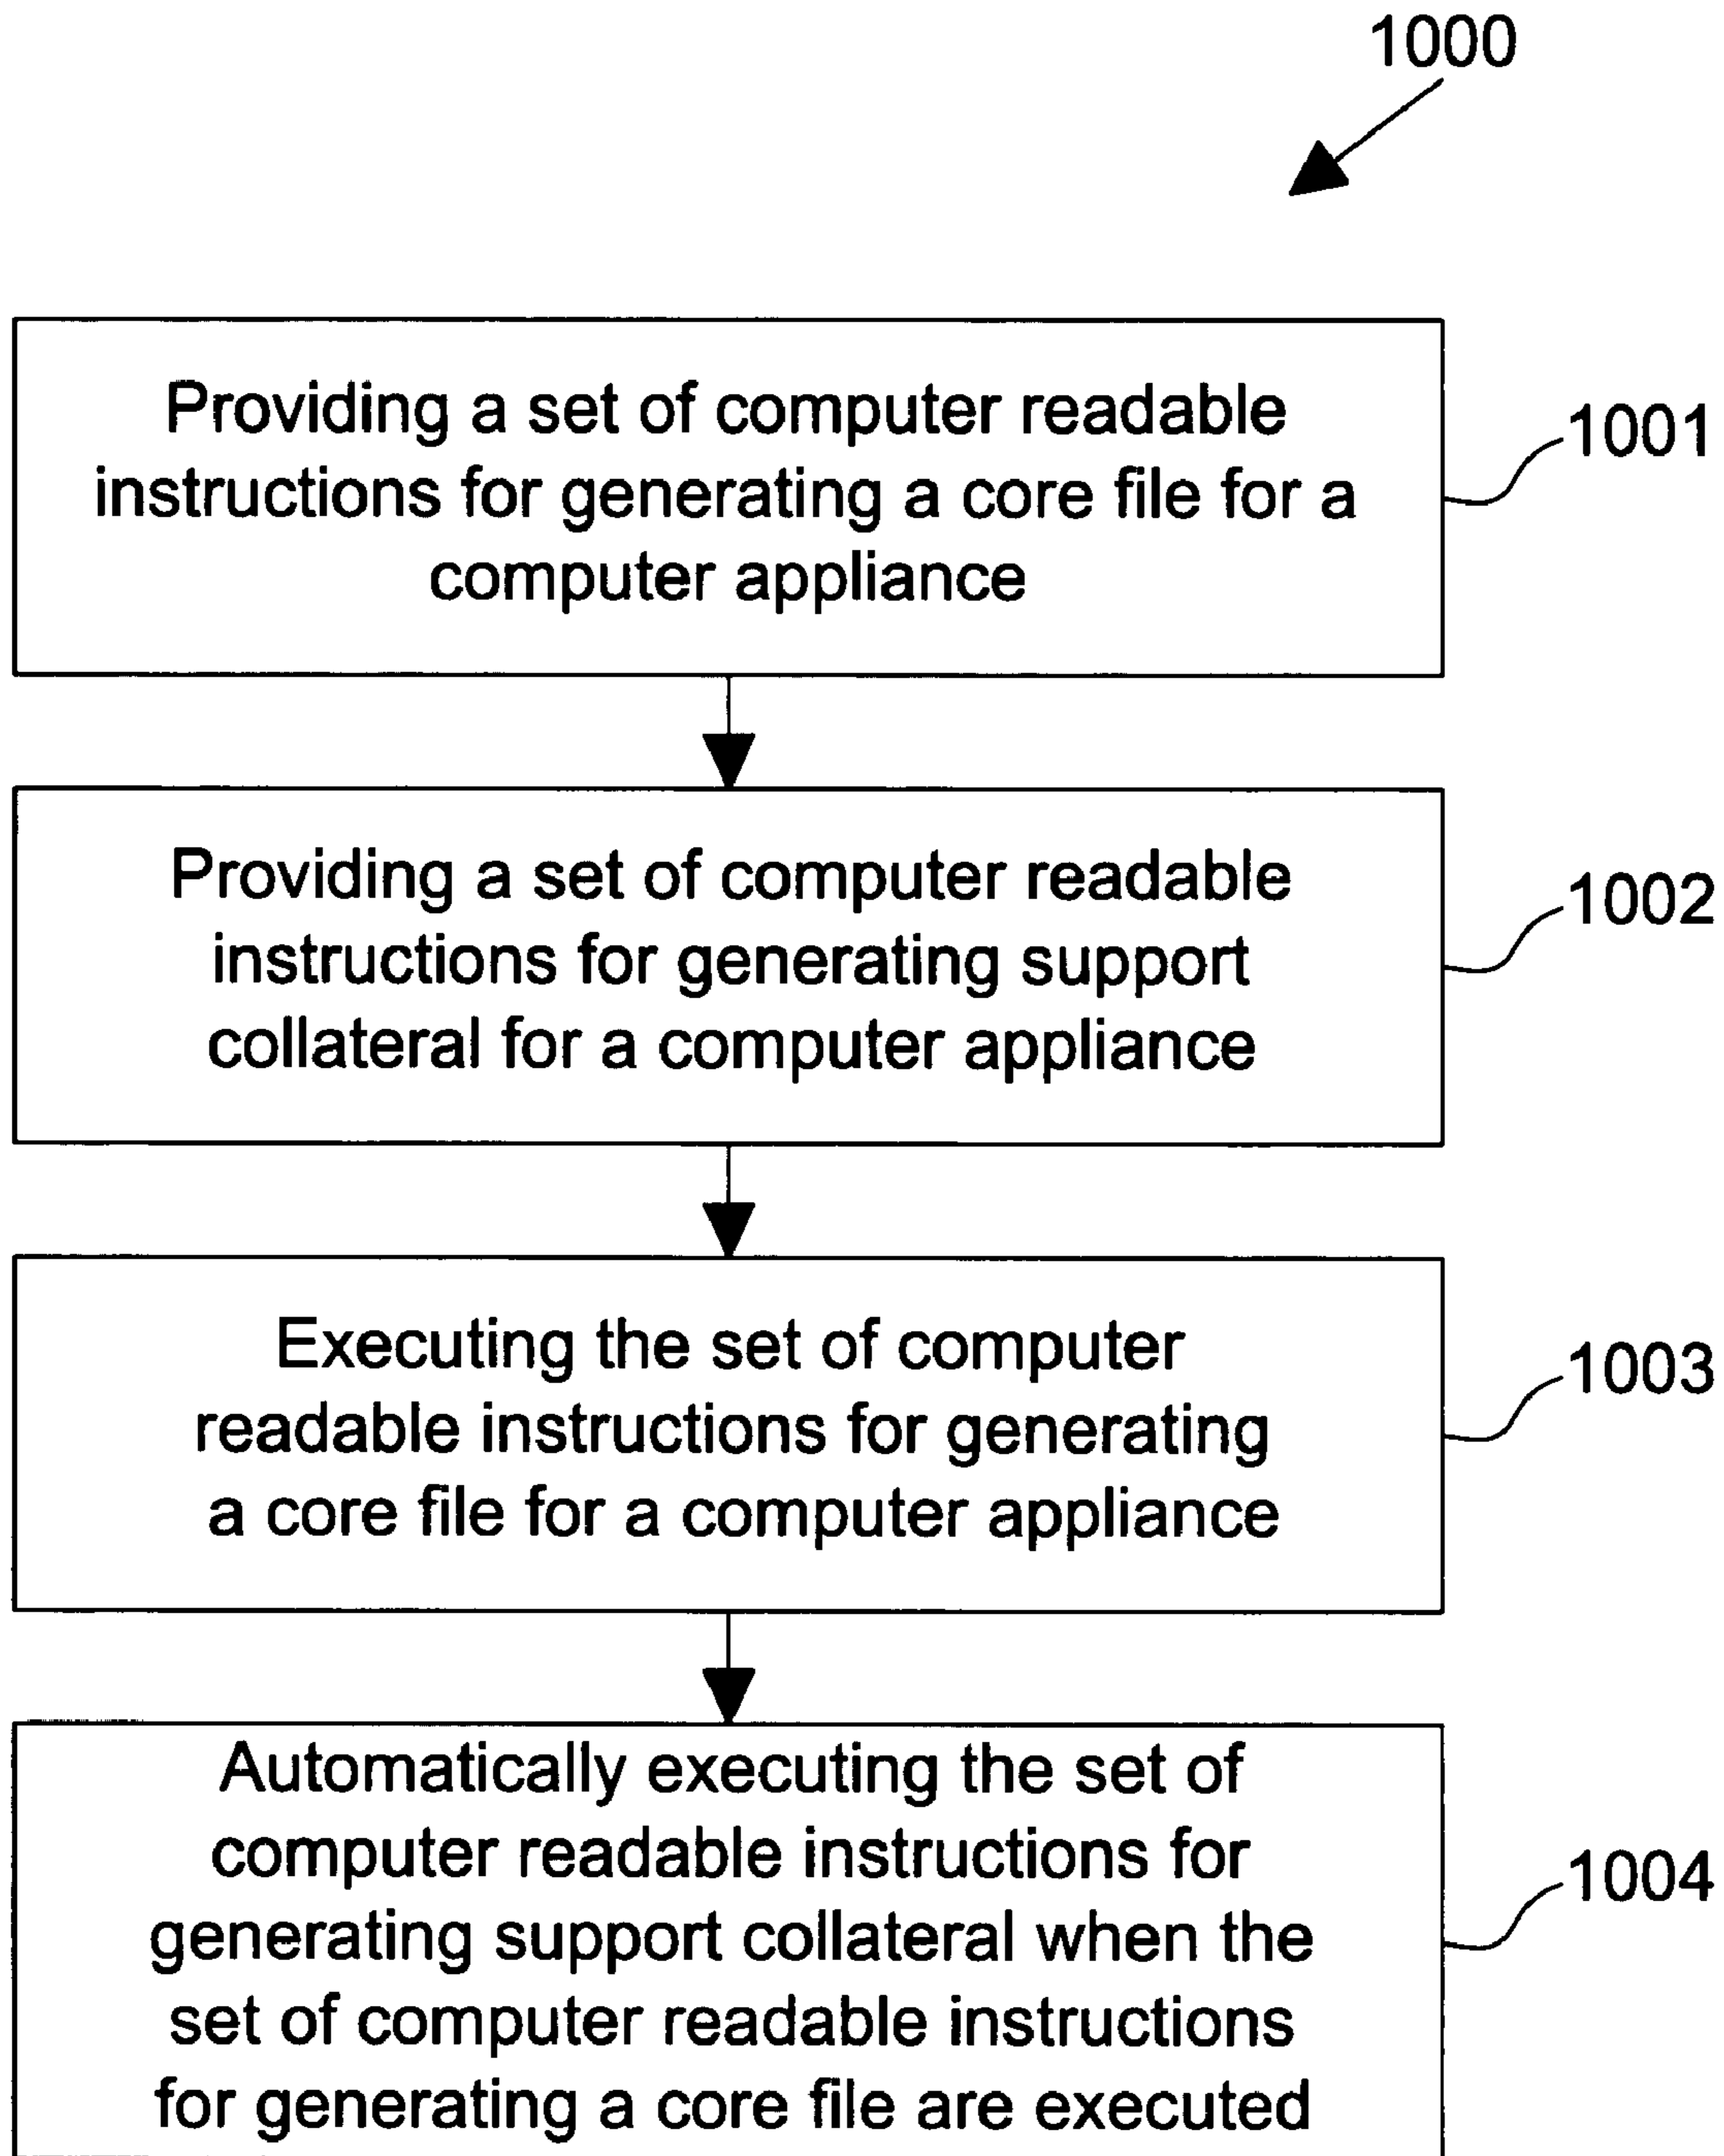 1000
Providing a set of computer readable
instructions for generating a core file for a
computer appliance
1001
Providing a set of computer readable
instructions for generating support
collateral for a computer appliance
1002
Executing the set of computer
readable instructions for generating
a core file for a computer appliance
1003
Automatically executing the set of
computer readable instructions for
generating support collateral when the
set of computer readable instructions
for generating a core file are executed
1004